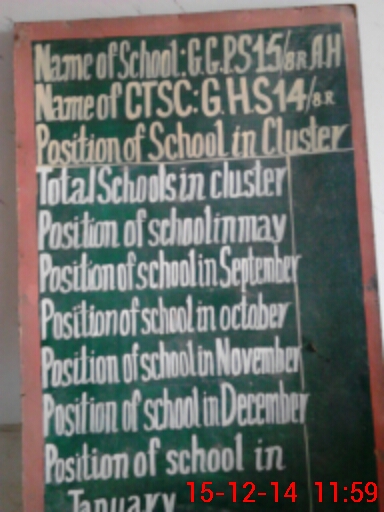 Name of School: G.G.P.S 15/8R A.H
Name of CTSC: G.H.S 14/8.R
Position of School in Cluster
Total Schools in cluster
Position of school in may
Position of school in September
Position of school in october
Position of school in November
Position of school in December
Position of school in
January
15-12-14 11:59